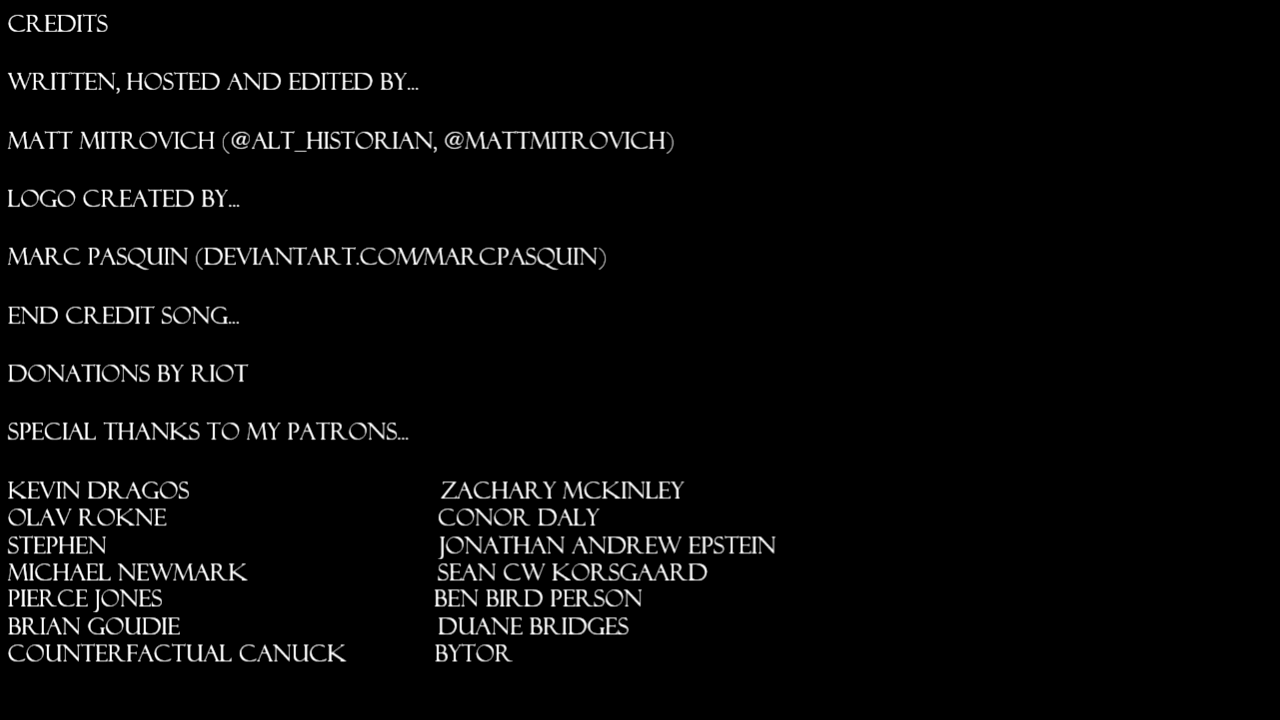 CREDITS
WRITTEN, HOSTED AND EDITED BY...
MATT MITROVICH (@ALT_HISTORIAN, @MATTMITROVICH)
LOGO CREATED BY...
MARC PASQUIN (DEVIANTART.COM/MARCPASQUIN)
END CREDIT SONG...
DONATIONS BY RIOT
SPECIAL THANKS TO MY PATRONS...
KEVIN DRAGOS ZACHARY MCKINLEY
OLAV ROKNE CONOR DALY
STEPHEN JONATHAN ANDREW EPSTEIN
MICHAEL NEWMARK SEAN CW KORSGAARD
PIERCE JONES BEN BIRD PERSON
BRIAN GOUDIE DUANE BRIDGES
COUNTERFACTUAL CANUCK BYTOR